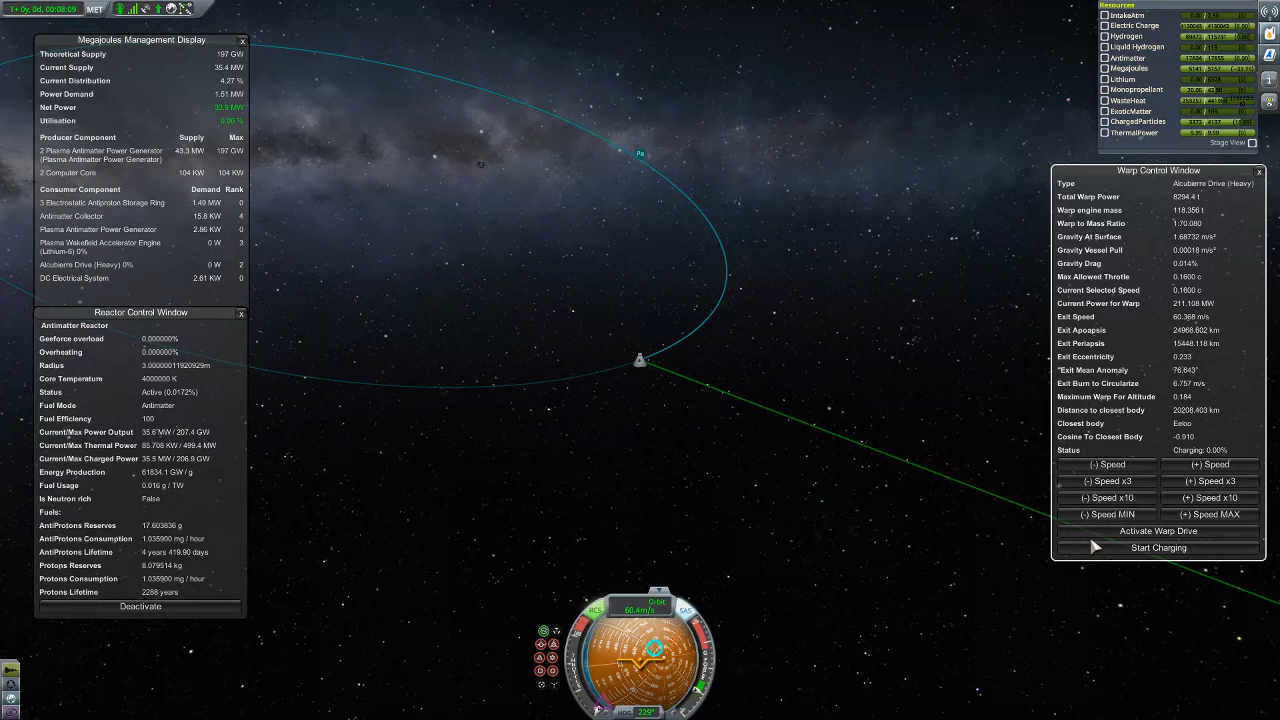 T+ 0y, 0d, 00:08:09 MET
Megajoules Management Display x
Theoretical Supply 197 GW
Current Supply 35.4 MW
Current Distribution 4.27 %
Power Demand 1.51 MW
Net Power 33.9 MW
Utilisation 0.00 %
Producer Component Supply Max
2 Plasma Antimatter Power Generator 43.3 MW 197 GW
(Plasma Antimatter Power Generator)
2 Computer Core 104 KW 104 KW
Consumer Component Demand Rank
3 Electrostatic Antiproton Storage Ring 1.49 MW 0
Antimatter Collector 15.8 KW 4
Plasma Antimatter Power Generator 2.86 KW 0
Plasma Wakefield Accelerator Engine 0 W 3
(Lithium-6) 0%
Alcubierre Drive (Heavy) 0% 0 W 2
DC Electrical System 2.61 KW 0
Reactor Control Window x
Antimatter Reactor
Geeforce overload 0.000000%
Overheating 0.000000%
Radius 3.00000011920929m
Core Temperature 4000000 K
Status Active (0.0172%)
Fuel Mode Antimatter
Fuel Efficiency 100
Current/Max Power Output 35.6 MW / 207.4 GW
Current/Max Thermal Power 85.708 KW / 499.4 MW
Current/Max Charged Power 35.5 MW / 206.9 GW
Energy Production 61834.1 GW / g
Fuel Usage 0.016 g / TW
Is Neutron rich False
Fuels:
AntiProtons Reserves 17.603836 g
AntiProtons Consumption 1.035900 mg / hour
AntiProtons Lifetime 4 years 419.90 days
Protons Reserves 8.079514 kg
Protons Consumption 1.035900 mg / hour
Protons Lifetime 2288 years
Deactivate
Pe
Resources
IntakeAtm
Electric Charge
Hydrogen
Liquid Hydrogen
Antimatter
Megajoules
Lithium
Monopropellant
WasteHeat
ExoticMatter
ChargedParticles
ThermalPower
Stage View
Warp Control Window x
Type Alcubierre Drive (Heavy)
Total Warp Power 8294.4 t
Warp engine mass 118.356 t
Warp to Mass Ratio 1:70.080
Gravity At Surface 1.68732 m/s²
Gravity Vessel Pull 0.00018 m/s²
Gravity Drag 0.014%
Max Allowed Throtle 0.1600 c
Current Selected Speed 0.1600 c
Current Power for Warp 211.108 MW
Exit Speed 60.368 m/s
Exit Apoapsis 24968.602 km
Exit Periapsis 15448.118 km
Exit Eccentricity 0.233
"Exit Mean Anomaly 76.643°
Exit Burn to Circularize 6.757 m/s
Maximum Warp For Altitude 0.184
Distance to closest body 20208.403 km
Closest body Eeloo
Cosine To Closest Body -0.910
Status Charging: 0.00%
(-) Speed (+) Speed
(-) Speed x3 (+) Speed x3
(-) Speed x10 (+) Speed x10
(-) Speed MIN (+) Speed MAX
Activate Warp Drive
Start Charging
RCS Orbit SAS
60.4m/s
HDG 229°